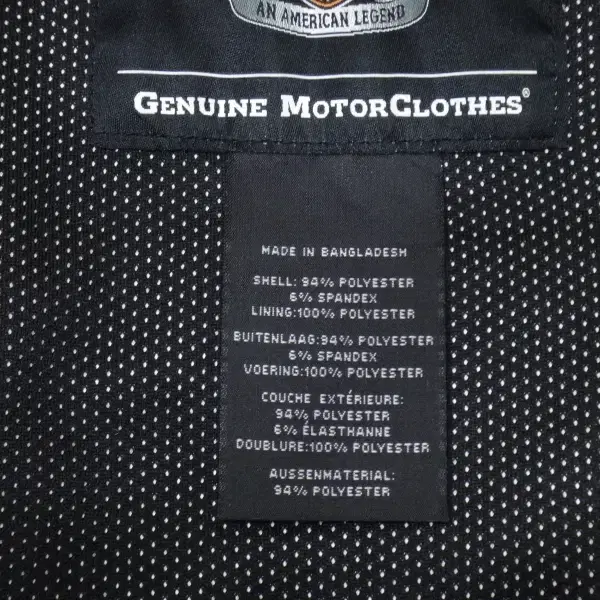 AN AMERICAN LEGEND
GENUINE MOTORCLOTHES®
MADE IN BANGLADESH
SHELL: 94% POLYESTER
6% SPANDEX
LINING:100% POLYESTER
BUITENLAAG:94% POLYESTER
6% SPANDEX
VOERING:100% POLYESTER
COUCHE EXTÉRIEURE:
94% POLYESTER
6% ÉLASTHANNE
DOUBLURE:100% POLYESTER
AUSSENMATERIAL:
94% POLYESTER